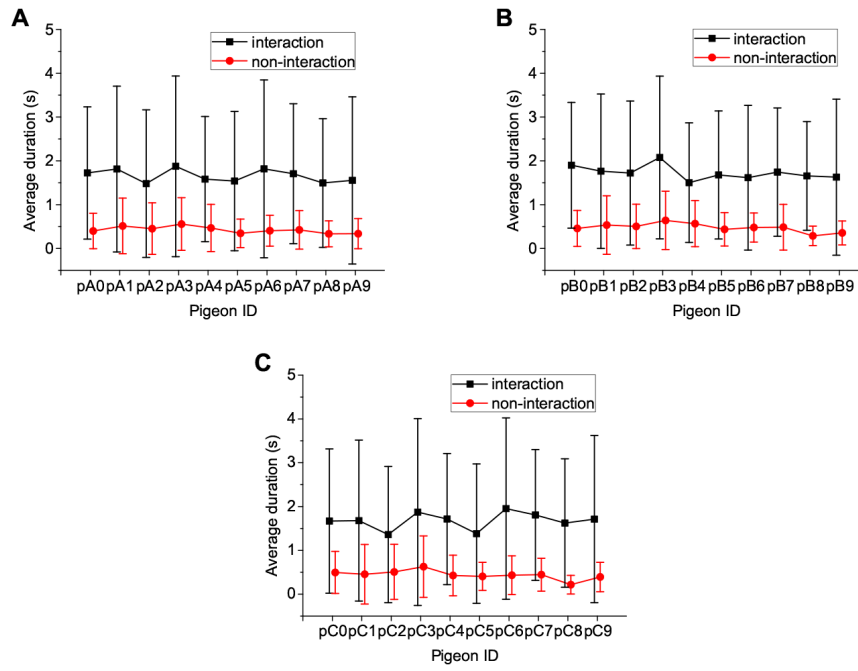 A
interaction
non-interaction
Average duration (s)
5
4
3
2
1
0
pA0 pA1 pA2 pA3 pA4 pA5 pA6 pA7 pA8 pA9
Pigeon ID
B
interaction
non-interaction
Average duration (s)
5
4
3
2
1
0
pB0 pB1 pB2 pB3 pB4 pB5 pB6 pB7 pB8 pB9
Pigeon ID
C
interaction
non-interaction
Average duration (s)
5
4
3
2
1
0
pC0 pC1 pC2 pC3 pC4 pC5 pC6 pC7 pC8 pC9
Pigeon ID